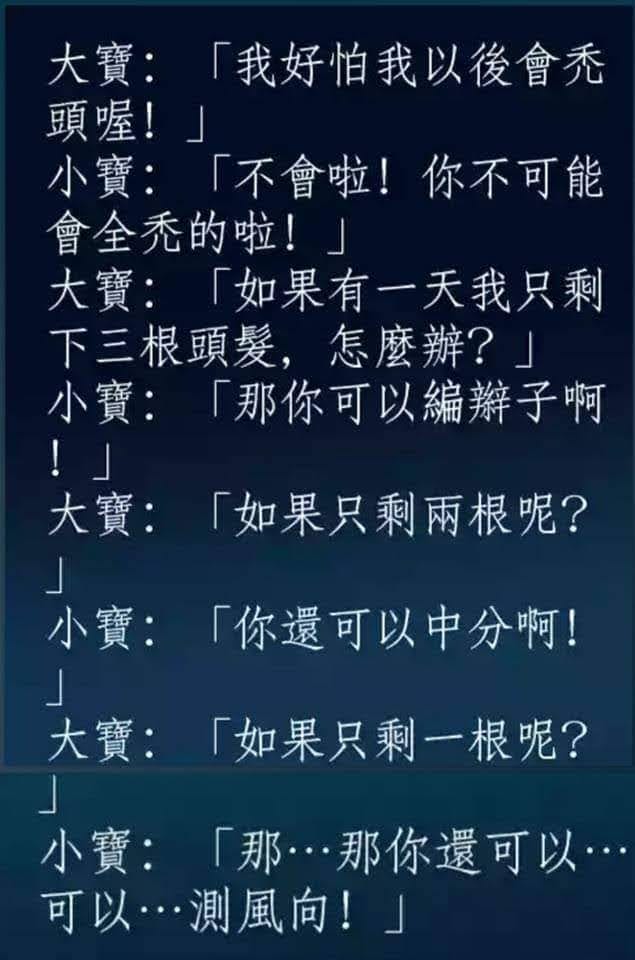 大寶：「我好怕我以後會禿
頭喔！」
小寶：「不會啦！你不可能
會全禿的啦！」
大寶：「如果有一天我只剩
下三根頭髮，怎麼辦？」
小寶：「那你可以編辮子啊
！」
大寶：「如果只剩兩根呢？
」
小寶：「你還可以中分啊！
」
大寶：「如果只剩一根呢？
」
小寶：「那…那你還可以…
可以…測風向！」